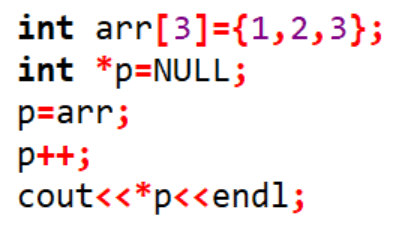 int arr[3]={1,2,3};
int *p=NULL;
p=arr;
p++;
cout<<*p<<endl;